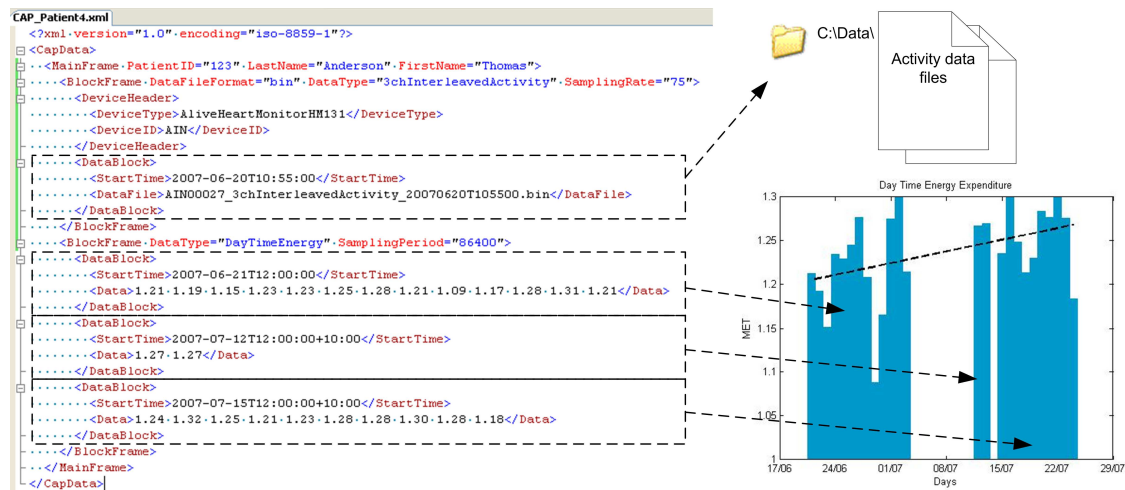 CAP_Patient4.xml
<?xml·version="1.0"·encoding="iso-8859-1"?>
<CapData>
··<MainFrame·PatientID="123"·LastName="Anderson"·FirstName="Thomas">
····<BlockFrame·DataFileFormat="bin"·DataType="3chInterleavedActivity"·SamplingRate="75">
······<DeviceHeader>
········<DeviceType>AliveHeartMonitorHM131</DeviceType>
········<DeviceID>AIN</DeviceID>
······</DeviceHeader>
······<DataBlock>
········<StartTime>2007-06-20T10:55:00</StartTime>
········<DataFile>AIN00027_3chInterleavedActivity_20070620T105500.bin</DataFile>
······</DataBlock>
····</BlockFrame>
····<BlockFrame·DataType="DayTimeEnergy"·SamplingPeriod="86400">
······<DataBlock>
········<StartTime>2007-06-21T12:00:00</StartTime>
········<Data>1.21·1.19·1.15·1.23·1.23·1.25·1.28·1.21·1.09·1.17·1.28·1.31·1.21</Data>
······</DataBlock>
······<DataBlock>
········<StartTime>2007-07-12T12:00:00+10:00</StartTime>
········<Data>1.27·1.27</Data>
······</DataBlock>
······<DataBlock>
········<StartTime>2007-07-15T12:00:00+10:00</StartTime>
········<Data>1.24·1.32·1.25·1.21·1.23·1.28·1.28·1.30·1.28·1.18</Data>
······</DataBlock>
····</BlockFrame>
··</MainFrame>
</CapData>
C:\Data\
Activity data
files
Day Time Energy Expenditure
1.3
1.25
1.2
1.15
1.1
1.05
1
MET
17/06 24/06 01/07 08/07 15/07 22/07 29/07
Days